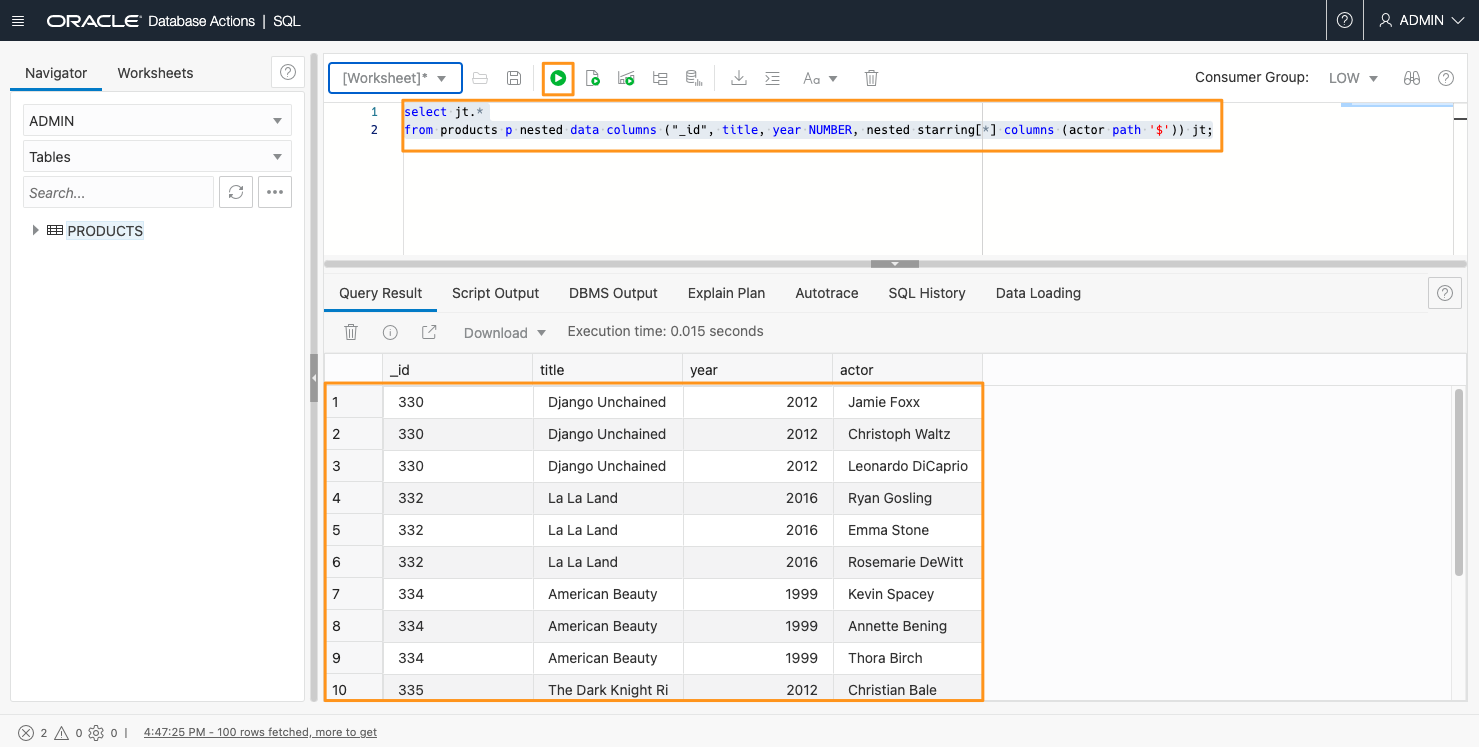 ORACLE Database Actions | SQL
ADMIN
Navigator
Worksheets
ADMIN
Tables
Search...
PRODUCTS
[Worksheet]*
Aa
Consumer Group: LOW
1 select jt.*
2 from products p nested data columns ("_id", title, year NUMBER, nested starring[*] columns (actor path '$')) jt;
Query Result Script Output DBMS Output Explain Plan Autotrace SQL History Data Loading
Download Execution time: 0.015 seconds
_id title year actor
1 330 Django Unchained 2012 Jamie Foxx
2 330 Django Unchained 2012 Christoph Waltz
3 330 Django Unchained 2012 Leonardo DiCaprio
4 332 La La Land 2016 Ryan Gosling
5 332 La La Land 2016 Emma Stone
6 332 La La Land 2016 Rosemarie DeWitt
7 334 American Beauty 1999 Kevin Spacey
8 334 American Beauty 1999 Annette Bening
9 334 American Beauty 1999 Thora Birch
10 335 The Dark Knight Ri 2012 Christian Bale
2 0 0 | 4:47:25 PM - 100 rows fetched, more to get